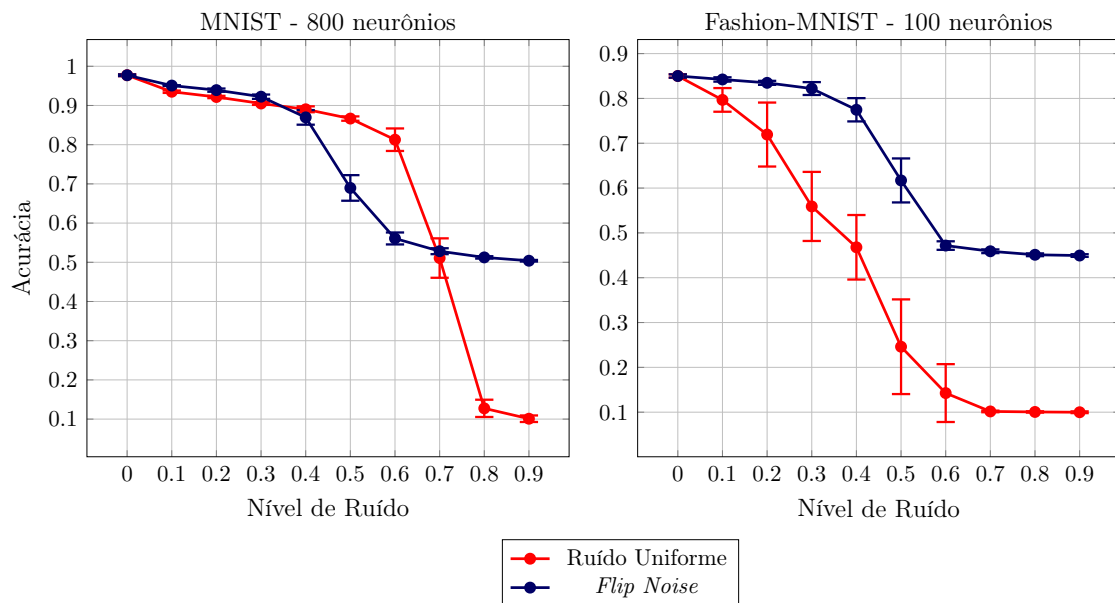 MNIST - 800 neurônios
1
0.9
0.8
0.7
0.6
0.5
0.4
0.3
0.2
0.1
Acurácia
0 0.1 0.2 0.3 0.4 0.5 0.6 0.7 0.8 0.9
Nível de Ruído
Fashion-MNIST - 100 neurônios
0.9
0.8
0.7
0.6
0.5
0.4
0.3
0.2
0.1
0 0.1 0.2 0.3 0.4 0.5 0.6 0.7 0.8 0.9
Nível de Ruído
Ruído Uniforme
Flip Noise